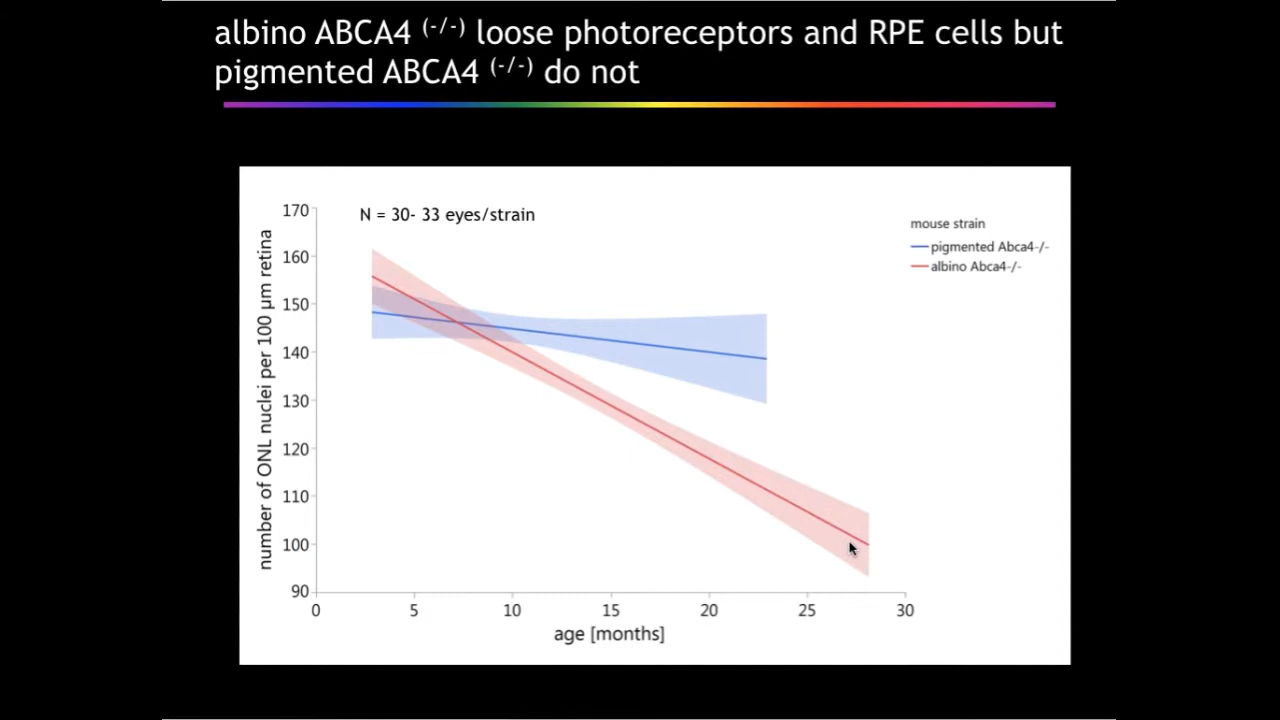 albino ABCA4 (-/-) loose photoreceptors and RPE cells but
pigmented ABCA4 (-/-) do not
N = 30- 33 eyes/strain
mouse strain
pigmented Abca4-/-
albino Abca4-/-
number of ONL nuclei per 100 µm retina
170
160
150
140
130
120
110
100
90
0 5 10 15 20 25 30
age [months]